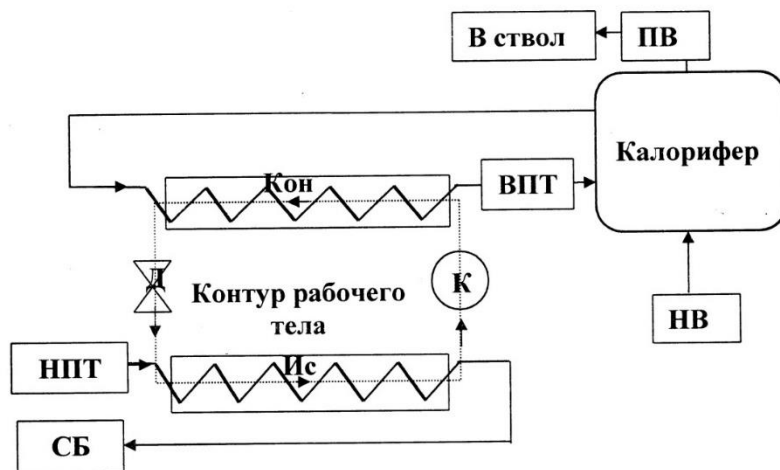 В ствол
ПВ
Калорифер
Кон
ВПТ
Д
К
Контур рабочего
тела
НВ
НПТ
Ис
СБ